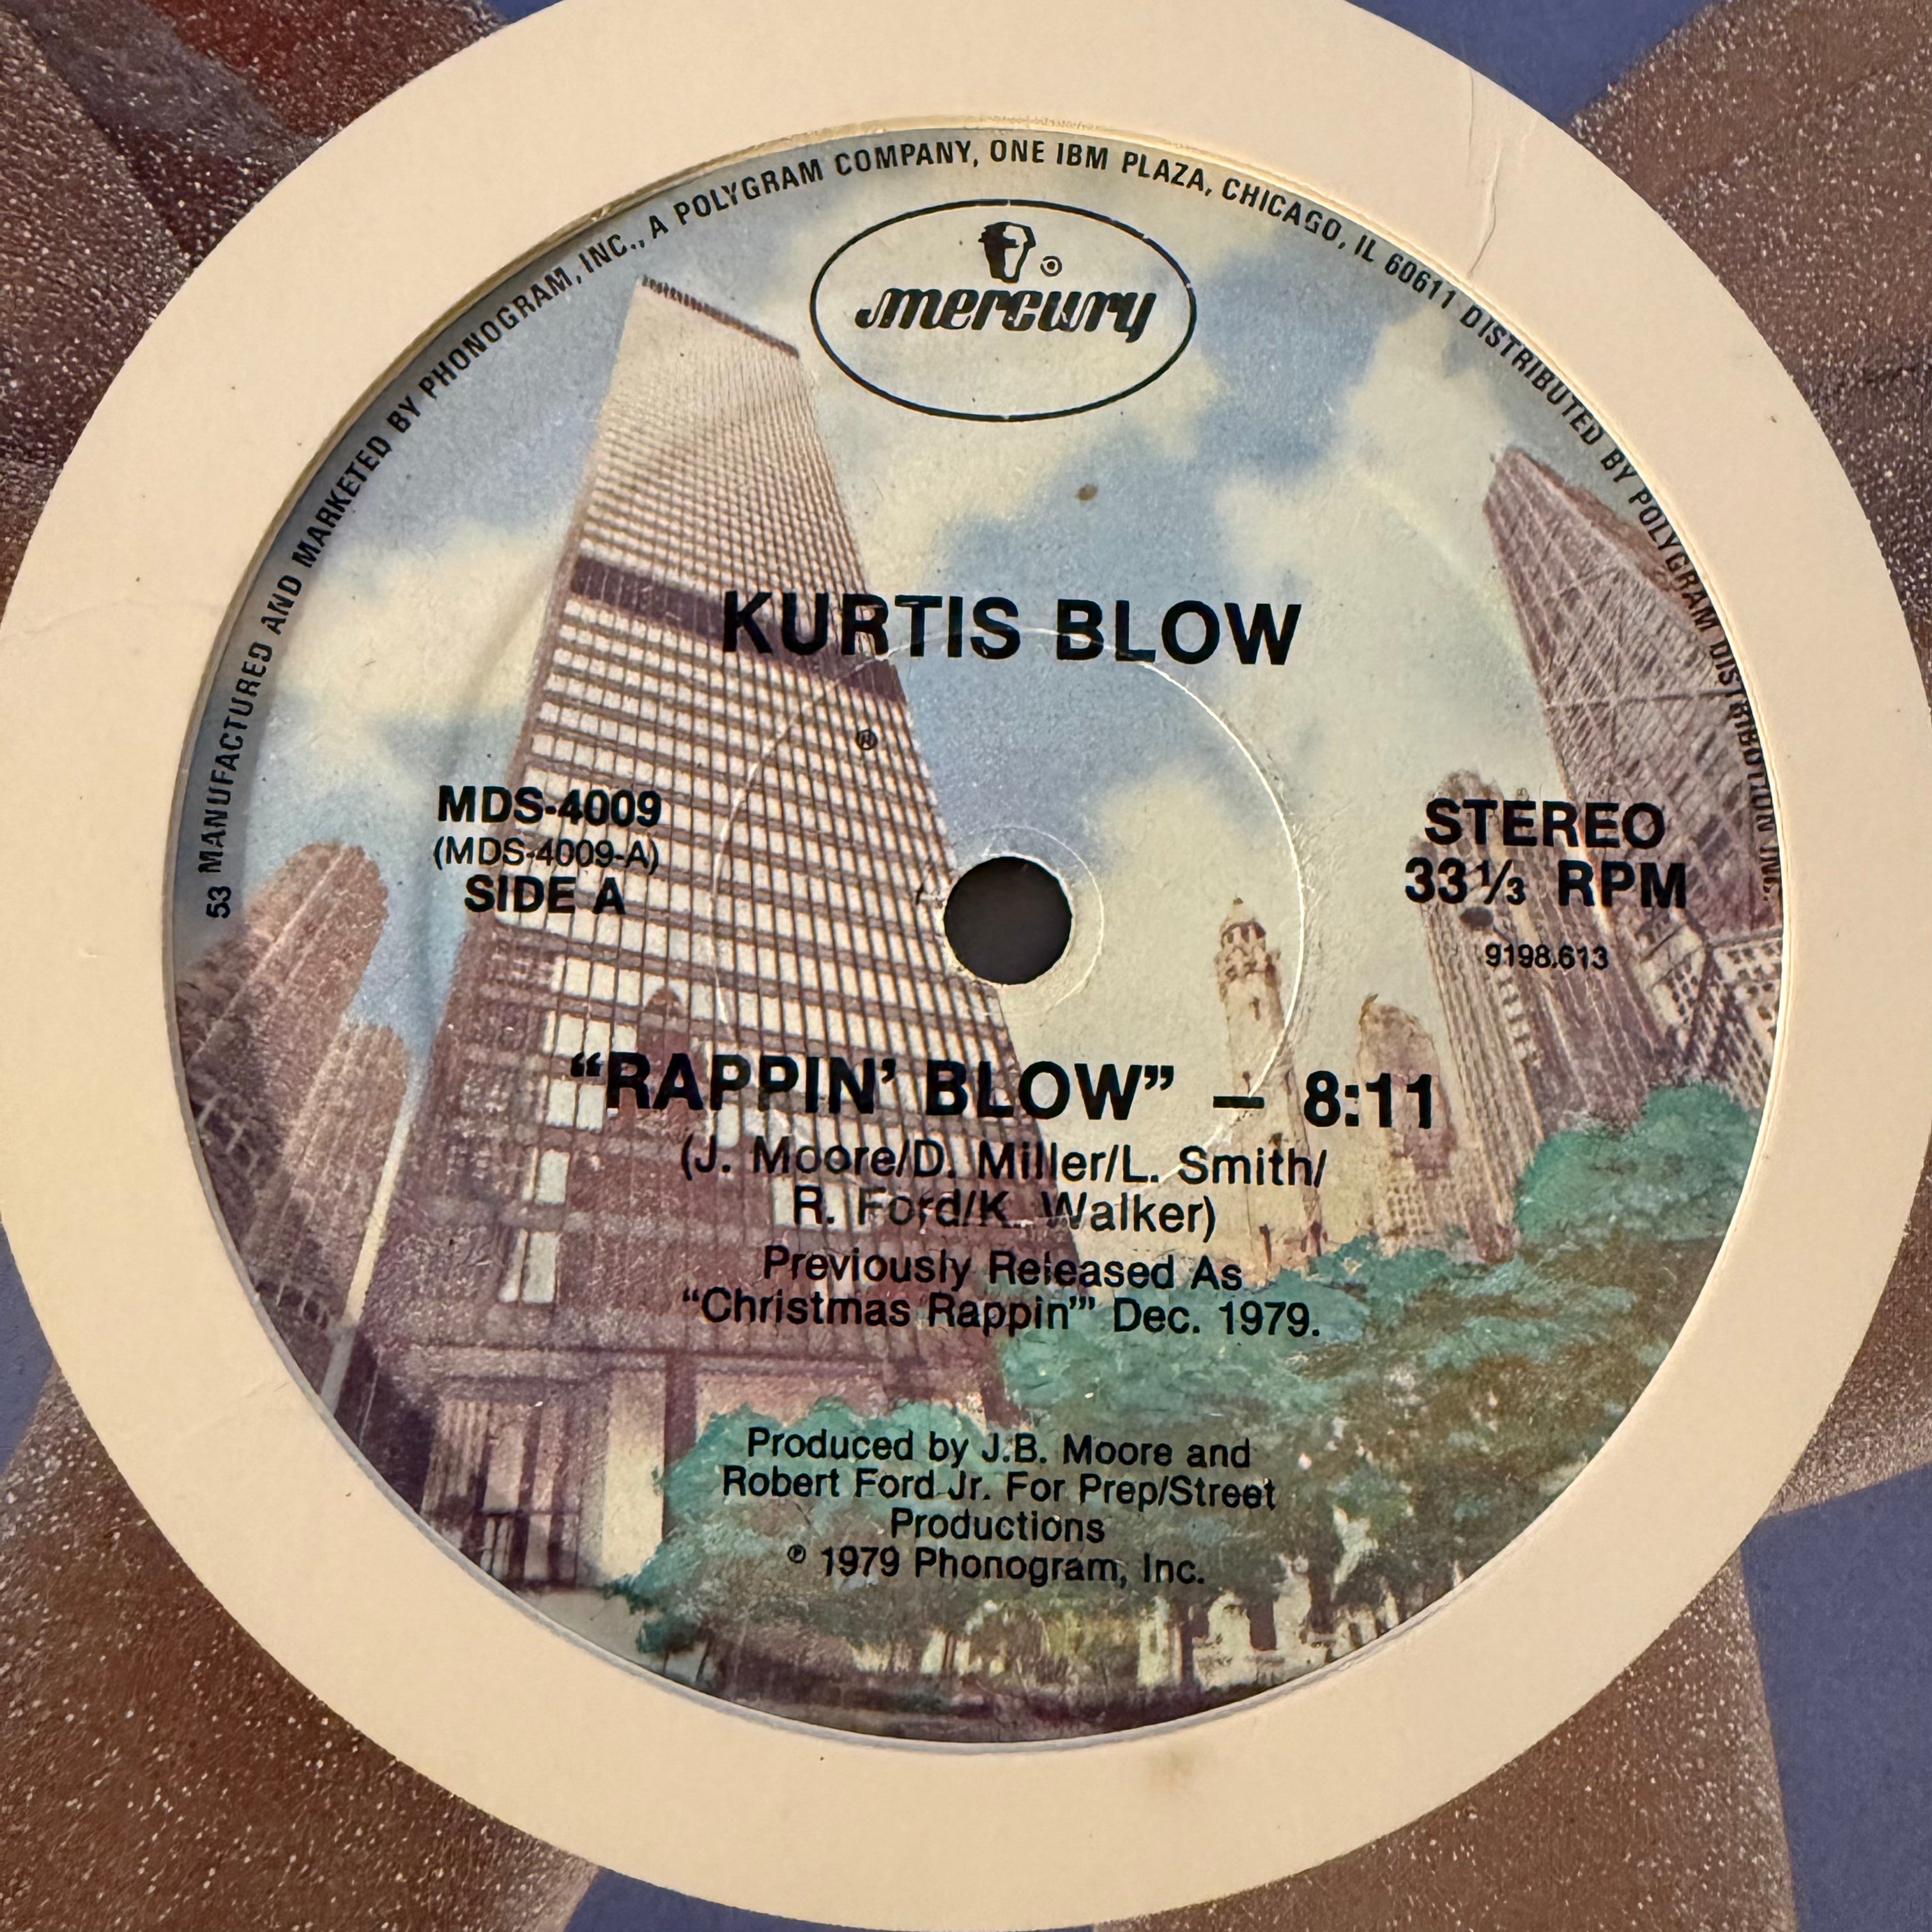 53 MANUFACTURED AND MARKETED BY PHONOGRAM, INC., A POLYGRAM COMPANY, ONE IBM PLAZA, CHICAGO, IL 60611 DISTRIBUTED BY POLYGRAM DISTRIBUTION INC.
mercury
KURTIS BLOW
®
MDS-4009
(MDS-4009-A)
SIDE A
STEREO
33⅓ RPM
9198.613
“RAPPIN’ BLOW” — 8:11
(J. Moore/D. Miller/L. Smith/
R. Ford/K. Walker)
Previously Released As
“Christmas Rappin’” Dec. 1979.
Produced by J.B. Moore and
Robert Ford Jr. For Prep/Street
Productions
℗ 1979 Phonogram, Inc.